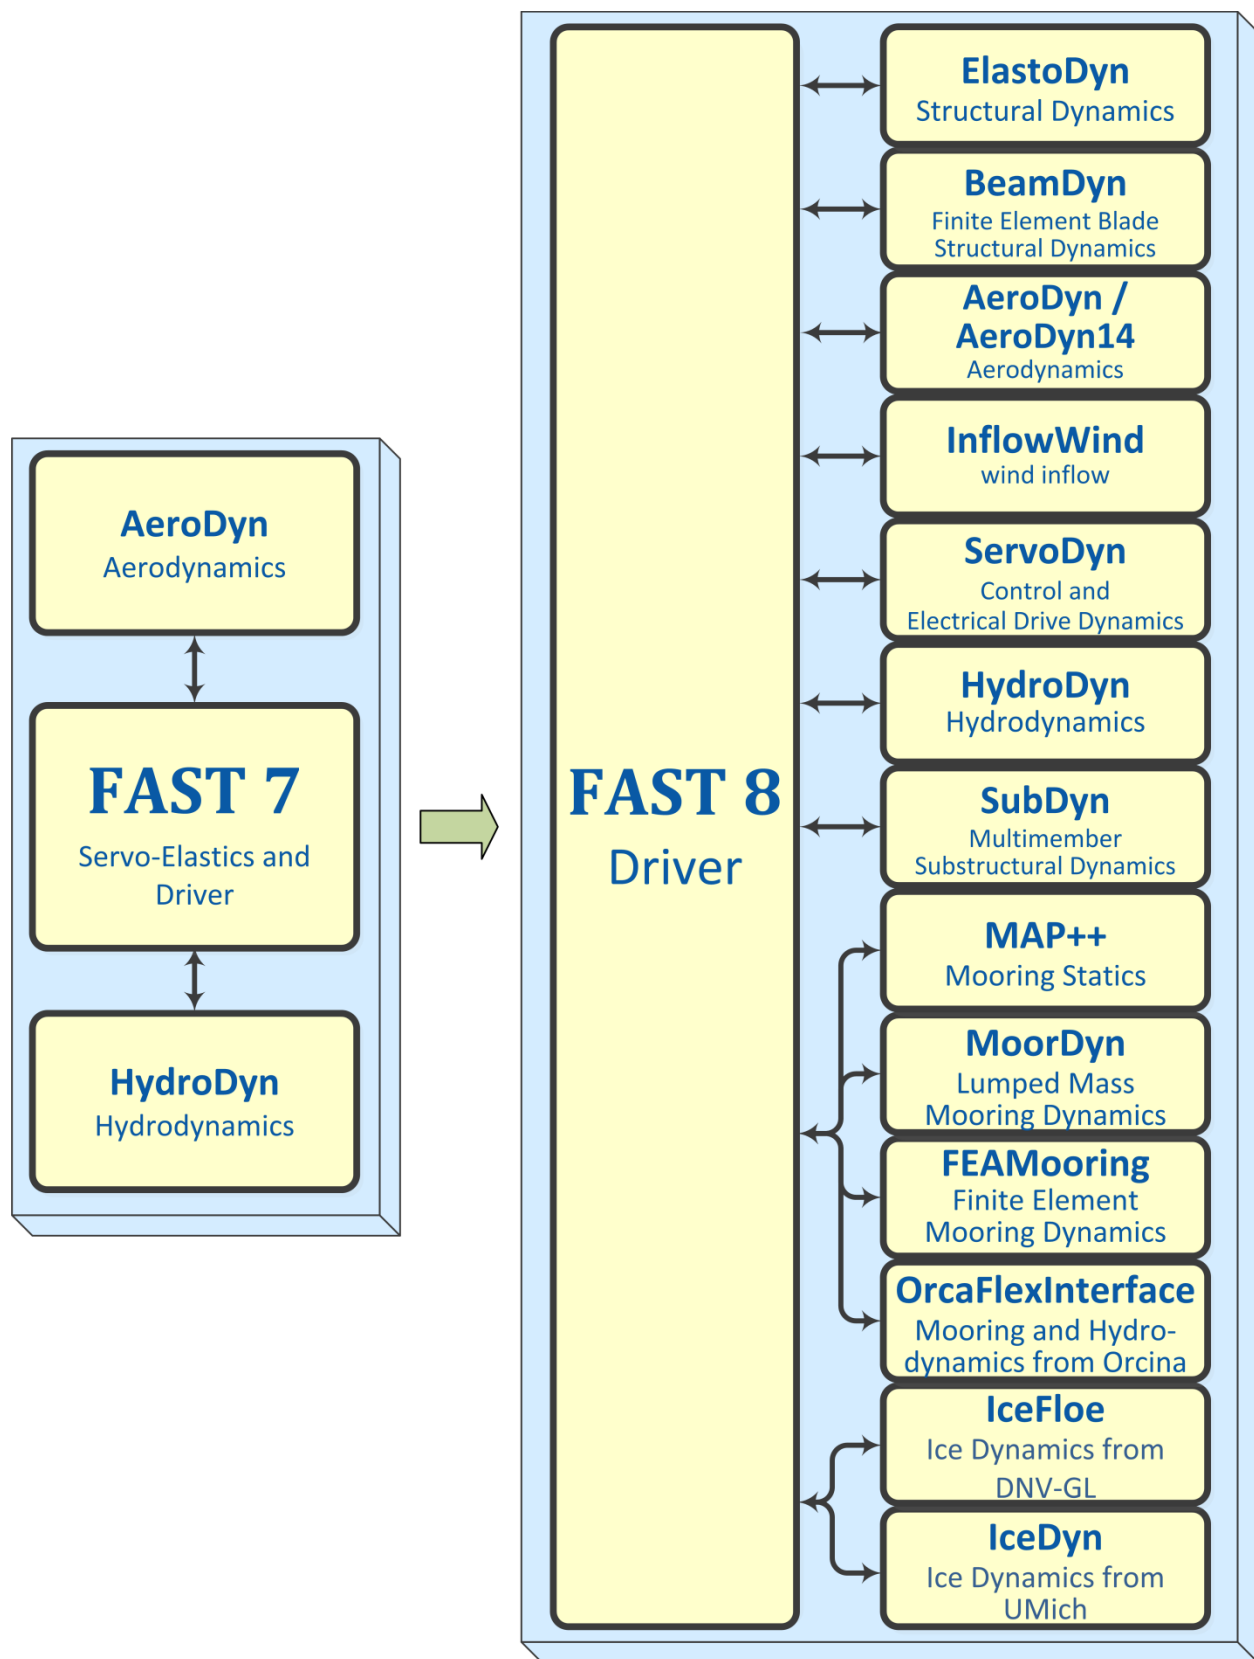 AeroDyn
Aerodynamics
FAST 7
Servo-Elastics and
Driver
HydroDyn
Hydrodynamics
FAST 8
Driver
ElastoDyn
Structural Dynamics
BeamDyn
Finite Element Blade
Structural Dynamics
AeroDyn /
AeroDyn14
Aerodynamics
InflowWind
wind inflow
ServoDyn
Control and
Electrical Drive Dynamics
HydroDyn
Hydrodynamics
SubDyn
Multimember
Substructural Dynamics
MAP++
Mooring Statics
MoorDyn
Lumped Mass
Mooring Dynamics
FEAMooring
Finite Element
Mooring Dynamics
OrcaFlexInterface
Mooring and Hydro-
dynamics from Orcina
IceFloe
Ice Dynamics from
DNV-GL
IceDyn
Ice Dynamics from
UMich